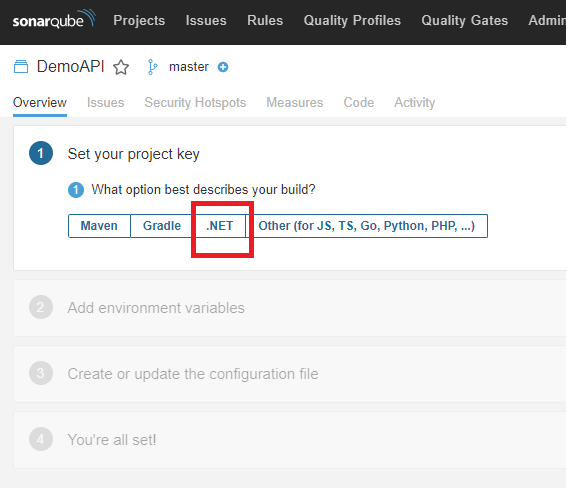 sonarqube Projects Issues Rules Quality Profiles Quality Gates Admin
DemoAPI master
Overview Issues Security Hotspots Measures Code Activity
1 Set your project key
1 What option best describes your build?
Maven Gradle .NET Other (for JS, TS, Go, Python, PHP, ...)
2 Add environment variables
3 Create or update the configuration file
4 You're all set!